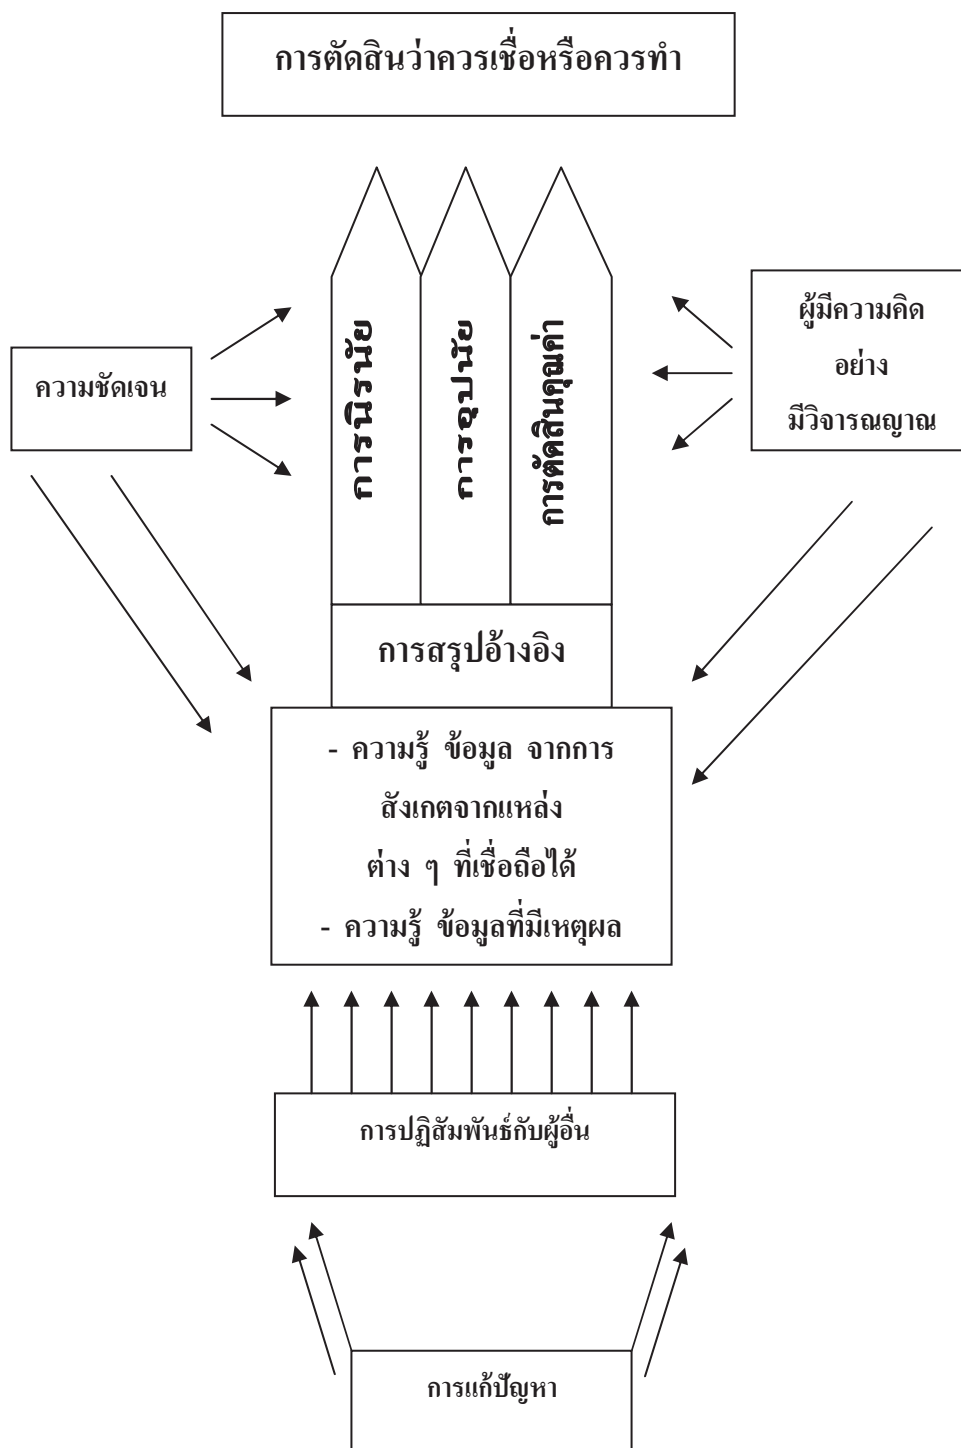 การตัดสินว่าควรเชื่อหรือควรทำ
การนิรนัย
การอุปนัย
การตัดสินคุณค่า
ความชัดเจน
ผู้มีความคิด
อย่าง
มีวิจารณญาณ
การสรุปอ้างอิง
- ความรู้ ข้อมูล จากการ
สังเกตจากแหล่ง
ต่าง ๆ ที่เชื่อถือได้
- ความรู้ ข้อมูลที่มีเหตุผล
การปฏิสัมพันธ์กับผู้อื่น
การแก้ปัญหา